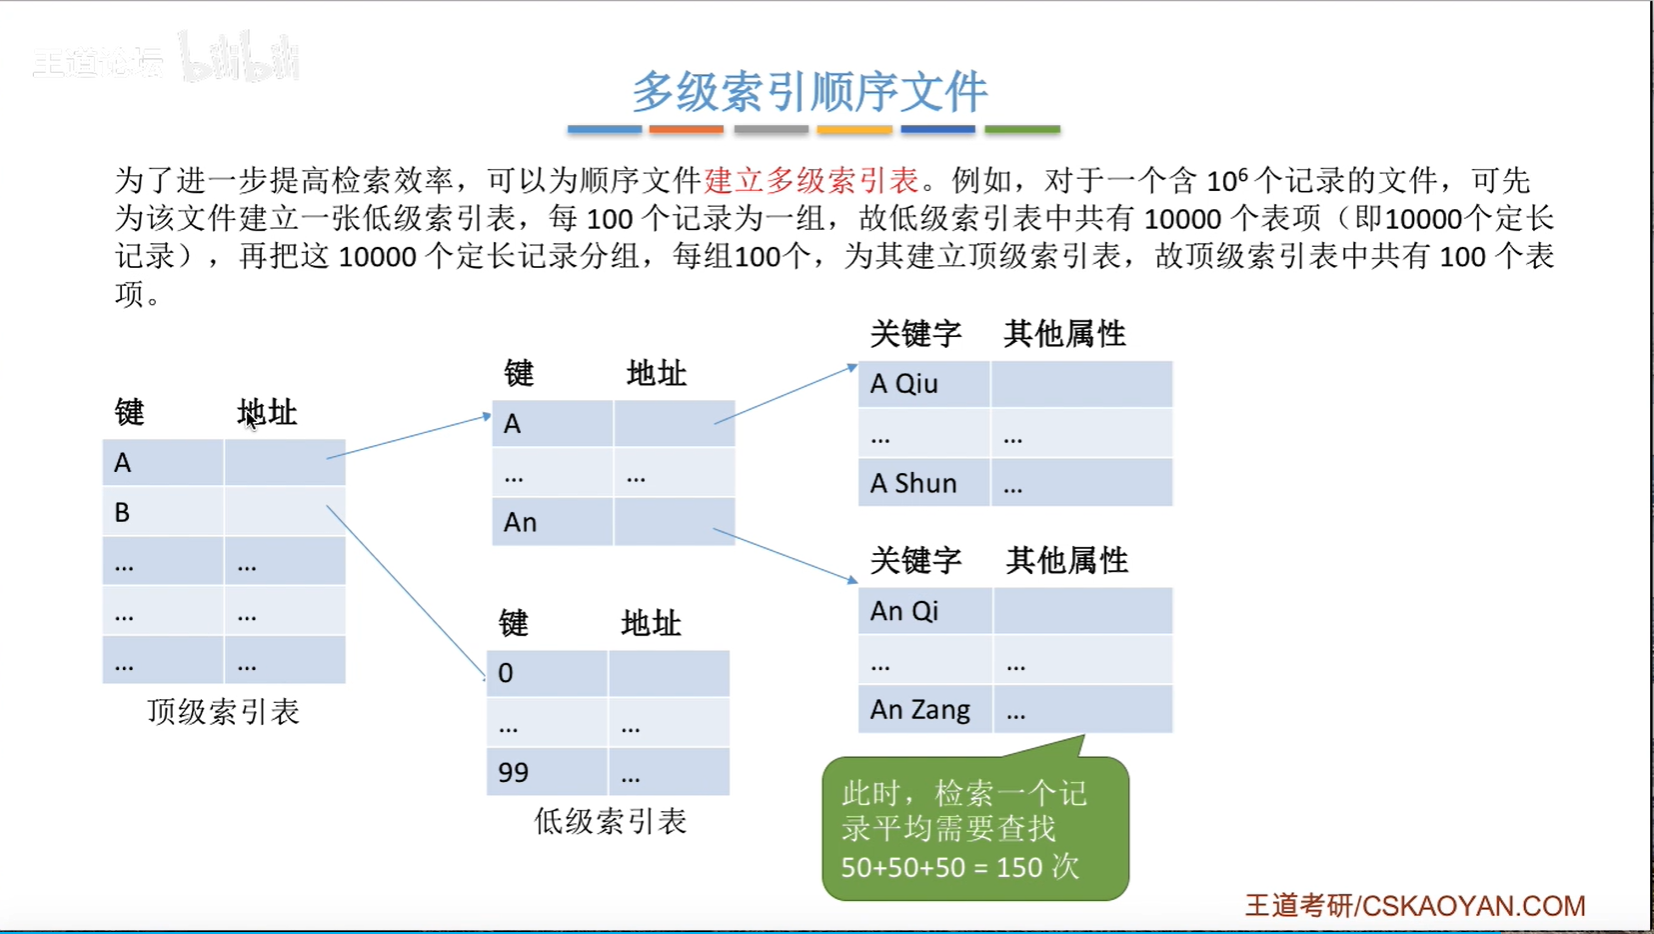 王道论坛 bilibili
多级索引顺序文件
为了进一步提高检索效率，可以为顺序文件建立多级索引表。例如，对于一个含 10⁶ 个记录的文件，可先
为该文件建立一张低级索引表，每 100 个记录为一组，故低级索引表中共有 10000 个表项（即10000个定长
记录），再把这 10000 个定长记录分组，每组100个，为其建立顶级索引表，故顶级索引表中共有 100 个表
项。
键 地址
A
B
... ...
... ...
... ...
顶级索引表
键 地址
A
... ...
An
键 地址
0
... ...
99 ...
低级索引表
关键字 其他属性
A Qiu
... ...
A Shun ...
关键字 其他属性
An Qi
... ...
An Zang ...
此时，检索一个记
录平均需要查找
50+50+50 = 150 次
王道考研/CSKAOYAN.COM